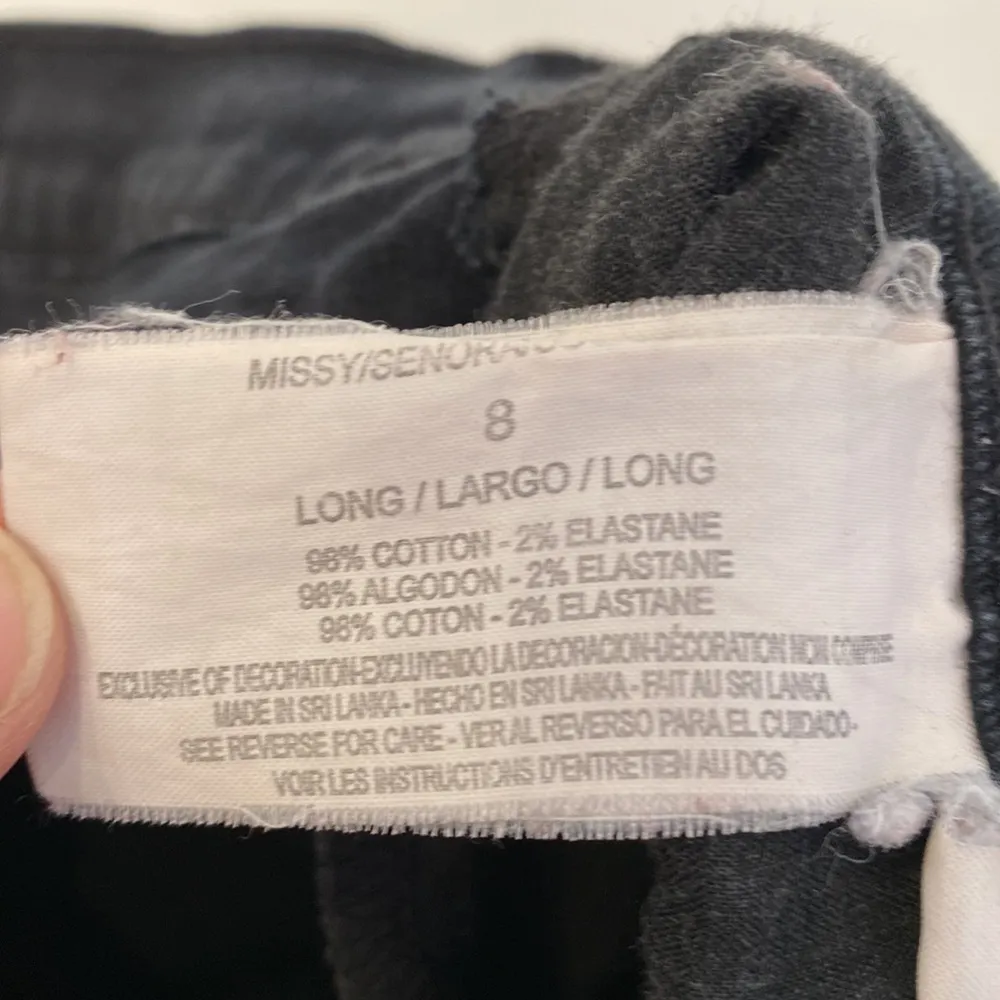 MISSY/SENORA/
8
LONG / LARGO / LONG
98% COTTON - 2% ELASTANE
98% ALGODON - 2% ELASTANE
98% COTON - 2% ELASTANE
EXCLUSIVE OF DECORATION-EXCLUYENDO LA DECORACION-DÉCORATION NON COMPRISE
MADE IN SRI LANKA - HECHO EN SRI LANKA - FAIT AU SRI LANKA
SEE REVERSE FOR CARE - VER AL REVERSO PARA EL CUIDADO-
VOIR LES INSTRUCTIONS D'ENTRETIEN AU DOS